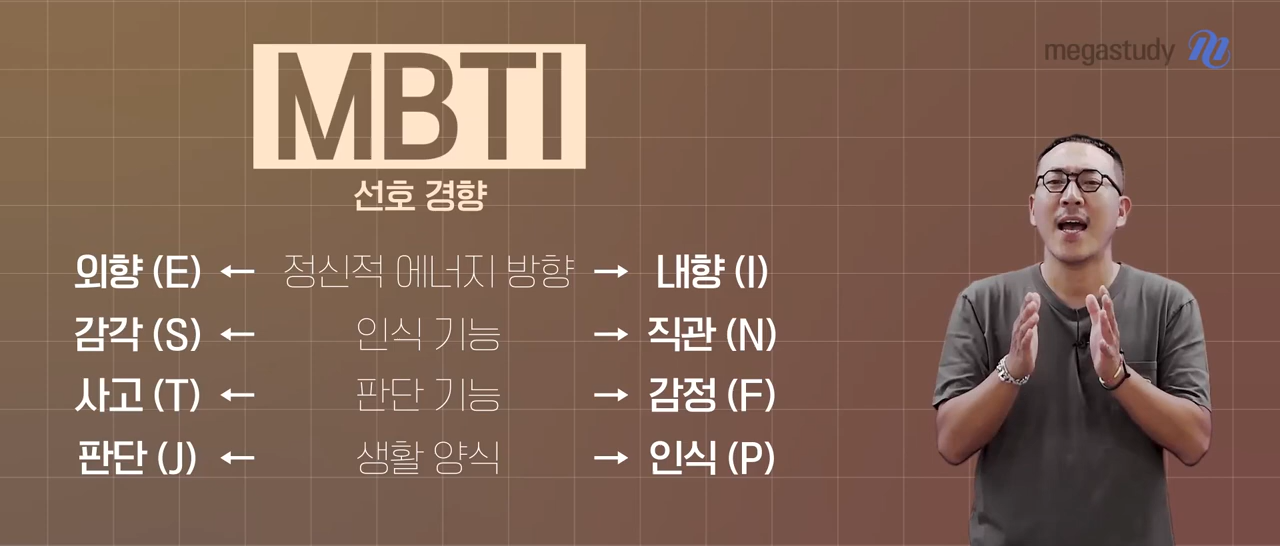 megastudy
MBTI
선호 경향
외향 (E) ← 정신적 에너지 방향 → 내향 (I)
감각 (S) ← 인식 기능 → 직관 (N)
사고 (T) ← 판단 기능 → 감정 (F)
판단 (J) ← 생활 양식 → 인식 (P)